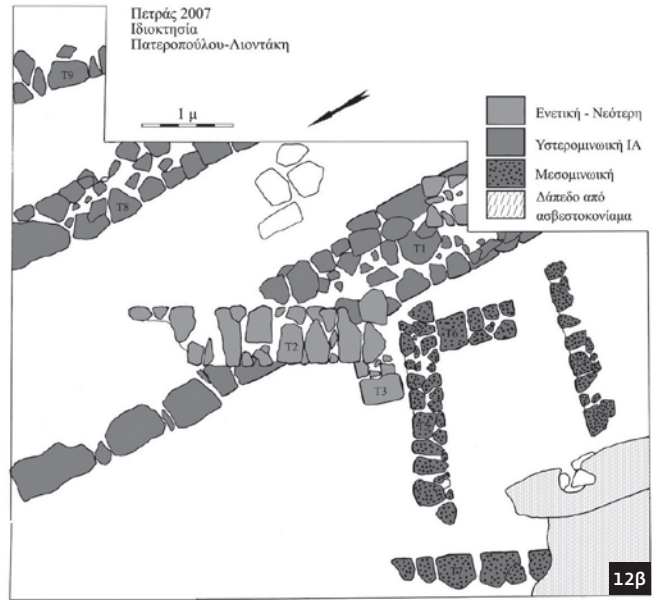 Πετράς 2007
Ιδιοκτησία
Πατεροπούλου-Λιοντάκη
1 μ
Ενετική - Νεότερη
Υστερομινωική ΙΑ
Μεσομινωική
Δάπεδο από
ασβεστοκονίαμα
T9
T8
T1
T2
T3
12β